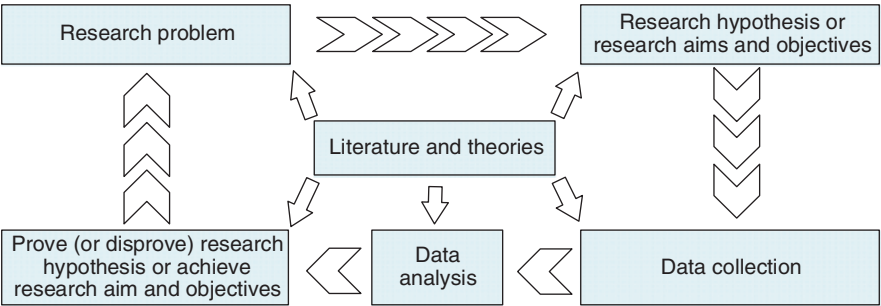 Research problem
Research hypothesis or
research aims and objectives
Literature and theories
Prove (or disprove) research
hypothesis or achieve
research aim and objectives
Data
analysis
Data collection